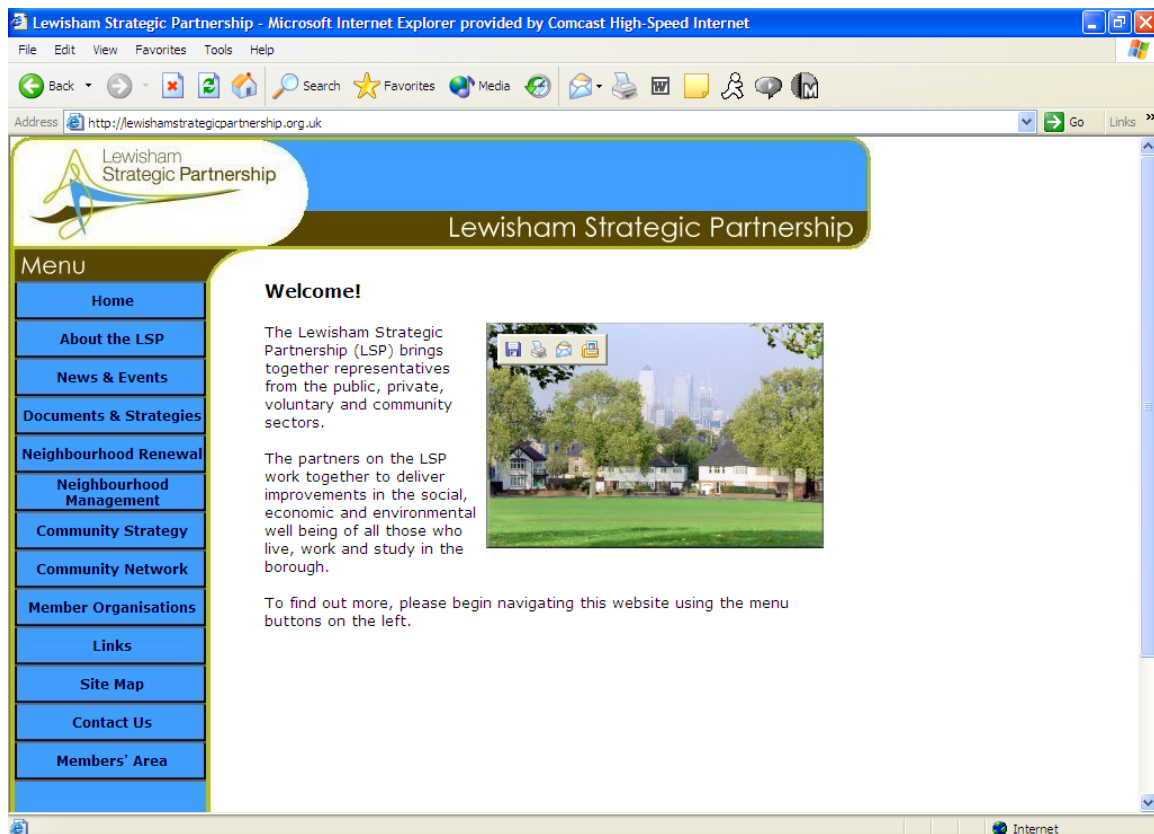 Lewisham Strategic Partnership - Microsoft Internet Explorer provided by Comcast High-Speed Internet
File Edit View Favorites Tools Help
Back Search Favorites Media
Address http://lewishamstrategicpartnership.org.uk Go Links »
Lewisham
Strategic Partnership
Lewisham Strategic Partnership
Menu
Home
About the LSP
News & Events
Documents & Strategies
Neighbourhood Renewal
Neighbourhood
Management
Community Strategy
Community Network
Member Organisations
Links
Site Map
Contact Us
Members' Area
Welcome!
The Lewisham Strategic
Partnership (LSP) brings
together representatives
from the public, private,
voluntary and community
sectors.
The partners on the LSP
work together to deliver
improvements in the social,
economic and environmental
well being of all those who
live, work and study in the
borough.
To find out more, please begin navigating this website using the menu
buttons on the left.
Internet